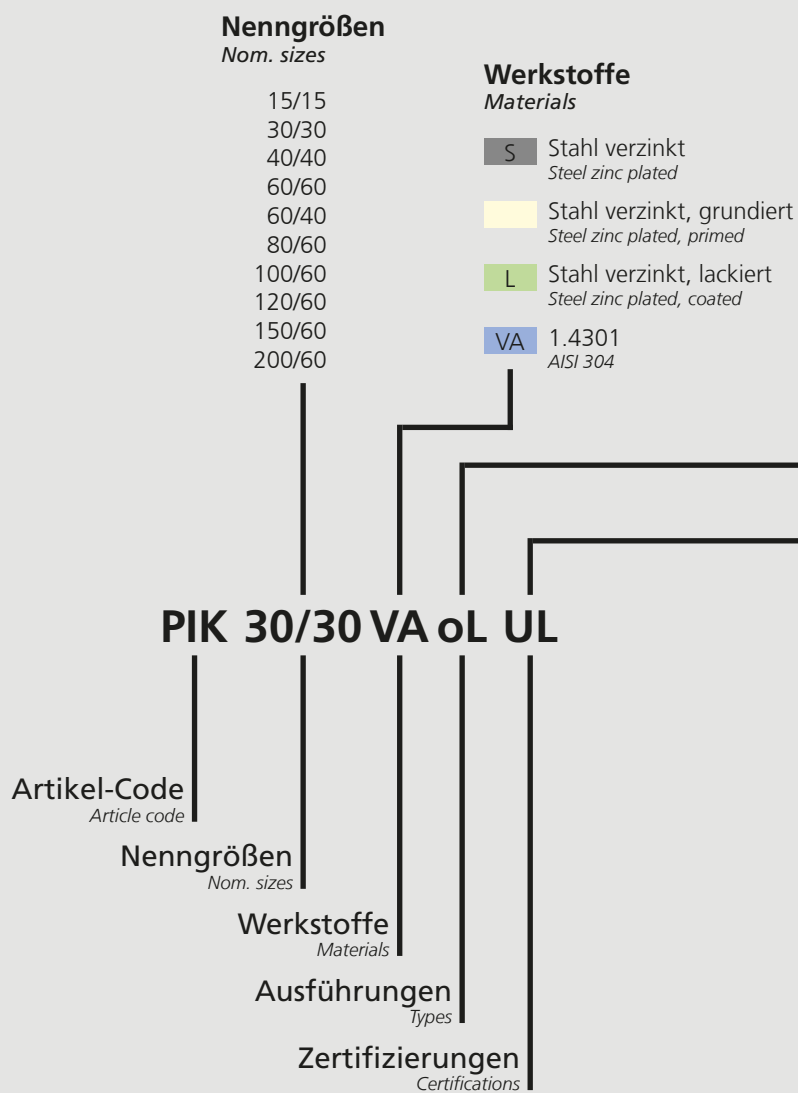 Nenngrößen
Nom. sizes
15/15
30/30
40/40
60/60
60/40
80/60
100/60
120/60
150/60
200/60
Werkstoffe
Materials
S Stahl verzinkt
Steel zinc plated
Stahl verzinkt, grundiert
Steel zinc plated, primed
L Stahl verzinkt, lackiert
Steel zinc plated, coated
VA 1.4301
AISI 304
PIK 30/30 VA oL UL
Artikel-Code
Article code
Nenngrößen
Nom. sizes
Werkstoffe
Materials
Ausführungen
Types
Zertifizierungen
Certifications